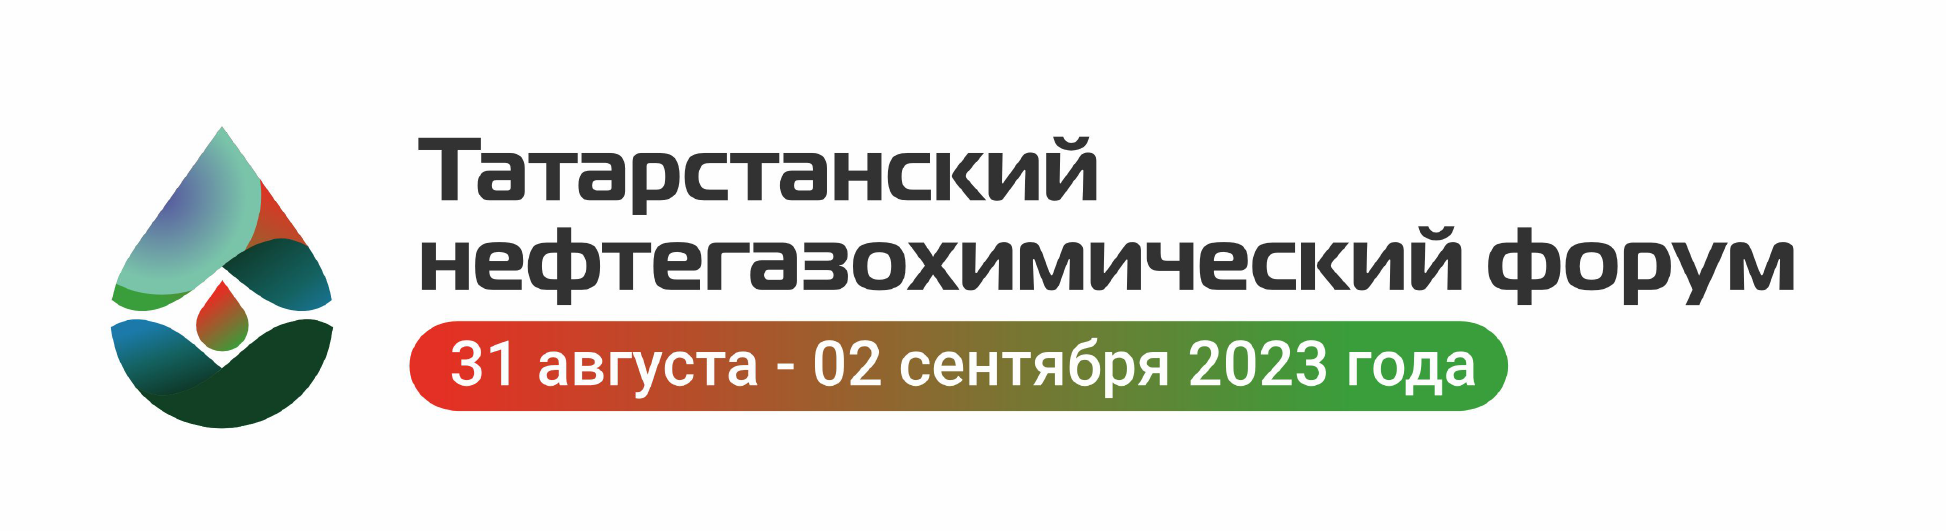 Татарстанский
нефтегазохимический форум
31 августа - 02 сентября 2023 года